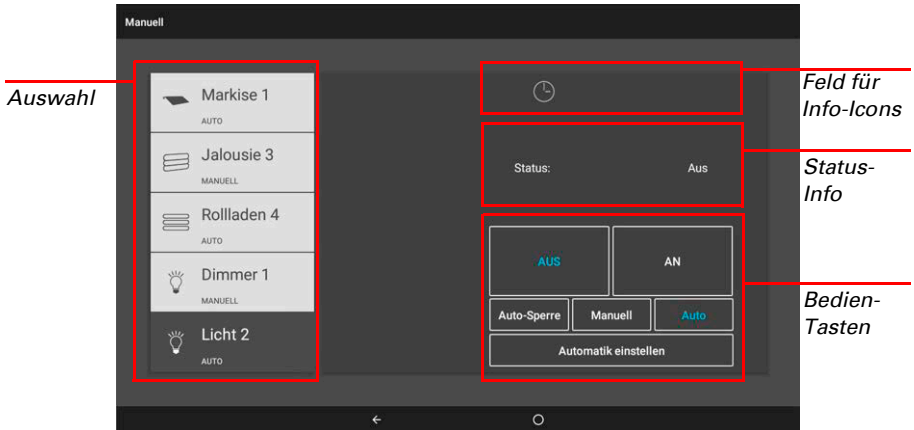 Manuell
Auswahl
Markise 1
AUTO
Jalousie 3
MANUELL
Rollladen 4
AUTO
Dimmer 1
MANUELL
Licht 2
AUTO
Feld für
Info-Icons
Status:
Aus
Status-
Info
AUS
AN
Auto-Sperre
Manuell
Auto
Automatik einstellen
Bedien-
Tasten